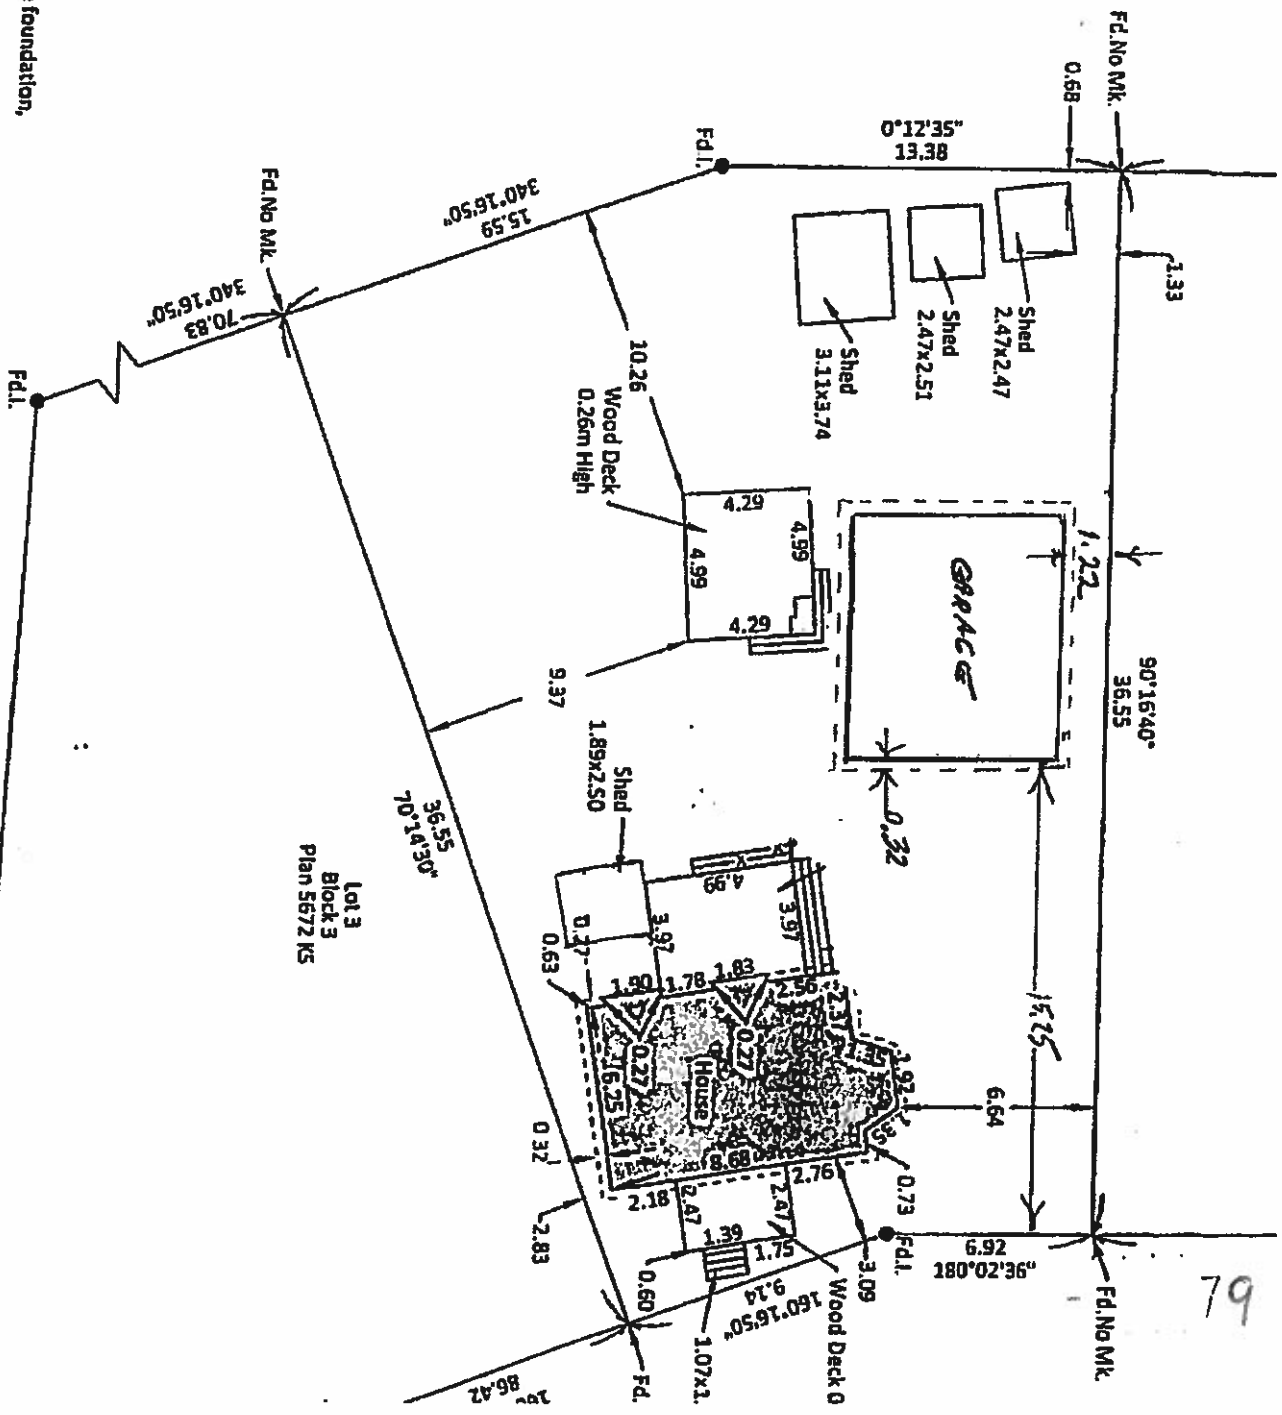 foundation,
Fd.No Mk.
0.68
0°12'35"
13.38
Fd.I.
340°16'50"
15.59
Fd.No Mk.
340°16'50"
70.83
Fd.I.
1.33
Shed
2.47x2.47
Shed
2.47x2.51
Shed
3.11x3.74
10.26
Wood Deck
0.26m High
4.29
4.99
4.99
4.29
GARAGE
1.22
90°16'40"
36.55
9.37
0.32
Shed
1.89x2.50
36.55
70°14'30"
Lot 3
Block 3
Plan 5672 KS
4.99
3.97
3.97
0.27
0.63
1.90
1.78
1.83
2.56
2.37
1.92
0.27
0.27
House
6.25
8.68
15.25
6.64
0.32
2.83
2.18
2.47
2.47
2.76
0.73
1.39
1.75
0.60
3.09
Fd.I.
6.92
180°02'36"
Fd.No Mk.
Wood Deck 0
9.14
160°16'50"
1.07x1.
Fd.
86.42
79